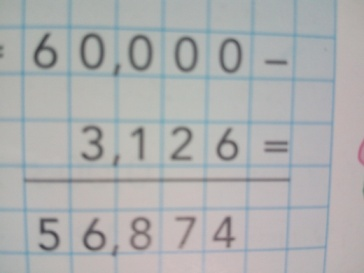 = 60,000 -
3,126 =
56,874